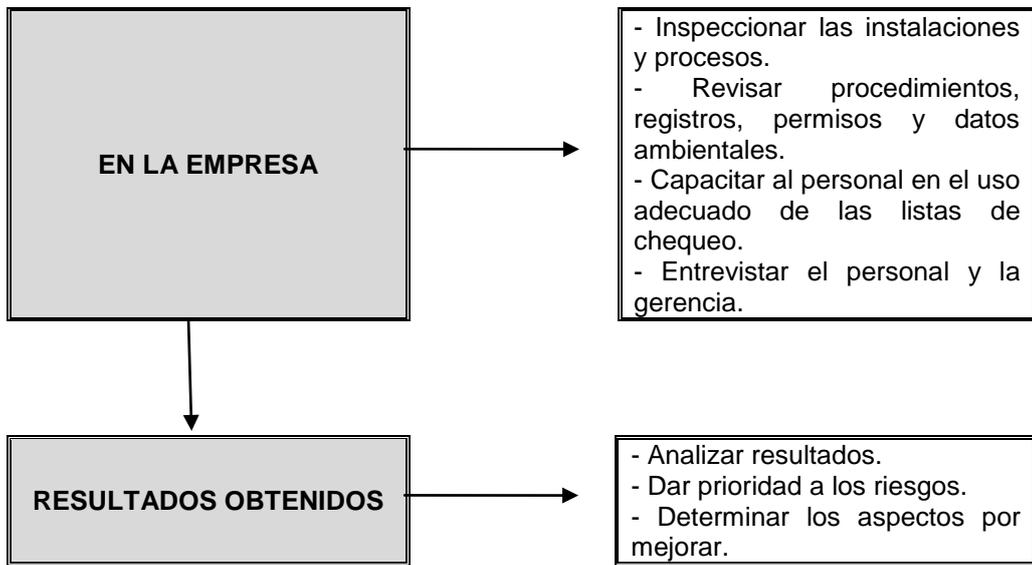 EN LA EMPRESA
- Inspeccionar las instalaciones
y procesos.
- Revisar procedimientos,
registros, permisos y datos
ambientales.
- Capacitar al personal en el uso
adecuado de las listas de
chequeo.
- Entrevistar el personal y la
gerencia.
RESULTADOS OBTENIDOS
- Analizar resultados.
- Dar prioridad a los riesgos.
- Determinar los aspectos por
mejorar.